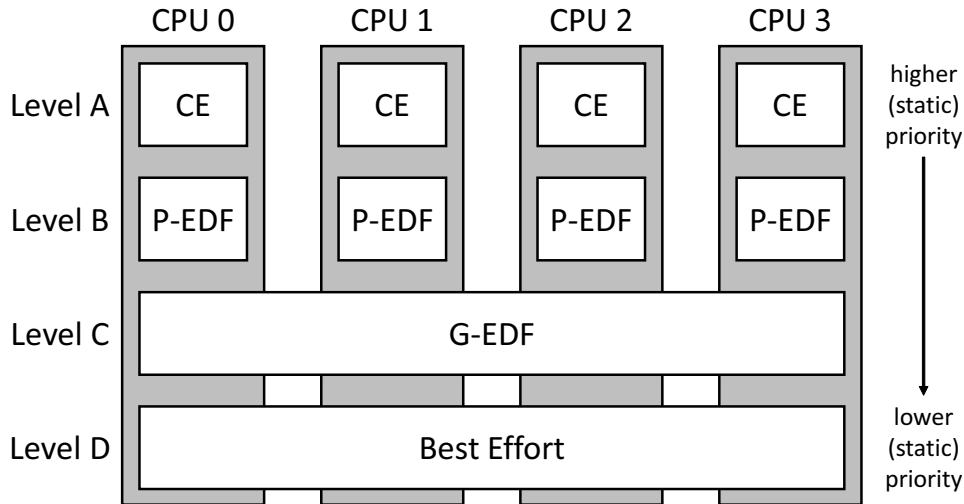 CPU 0 CPU 1 CPU 2 CPU 3
Level A CE CE CE CE
higher
(static)
priority
Level B P-EDF P-EDF P-EDF P-EDF
Level C G-EDF
Level D Best Effort
lower
(static)
priority